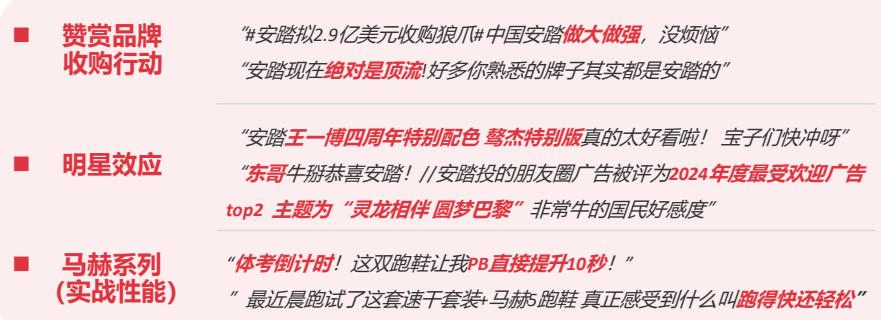 ■ 赞赏品牌
收购行动
“#安踏拟2.9亿美元收购狼爪#中国安踏做大做强，没烦恼”
“安踏现在绝对是顶流!好多你熟悉的牌子其实都是安踏的”
■ 明星效应
“安踏王一博四周年特别配色 骜杰特别版真的太好看啦！ 宝子们快冲呀”
“东哥牛掰恭喜安踏！//安踏投的朋友圈广告被评为2024年度最受欢迎广告
top2 主题为“灵龙相伴 圆梦巴黎”非常牛的国民好感度”
■ 马赫系列
（实战性能）
“体考倒计时！这双跑鞋让我PB直接提升10秒！”
”最近晨跑试了这套速干套装+马赫5跑鞋 真正感受到什么叫跑得快还轻松”